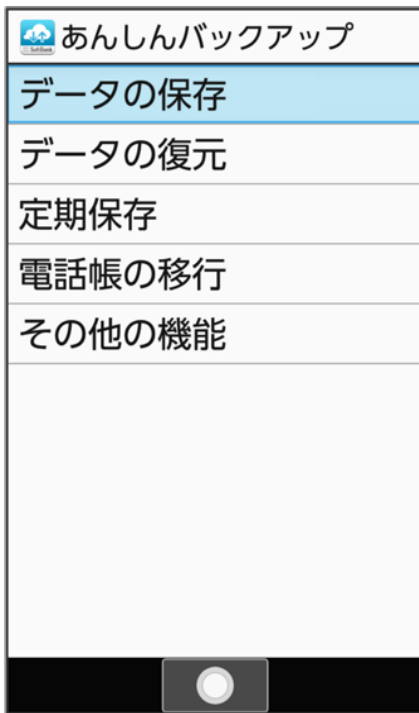 あんしんバックアップ
データの保存
データの復元
定期保存
電話帳の移行
その他の機能